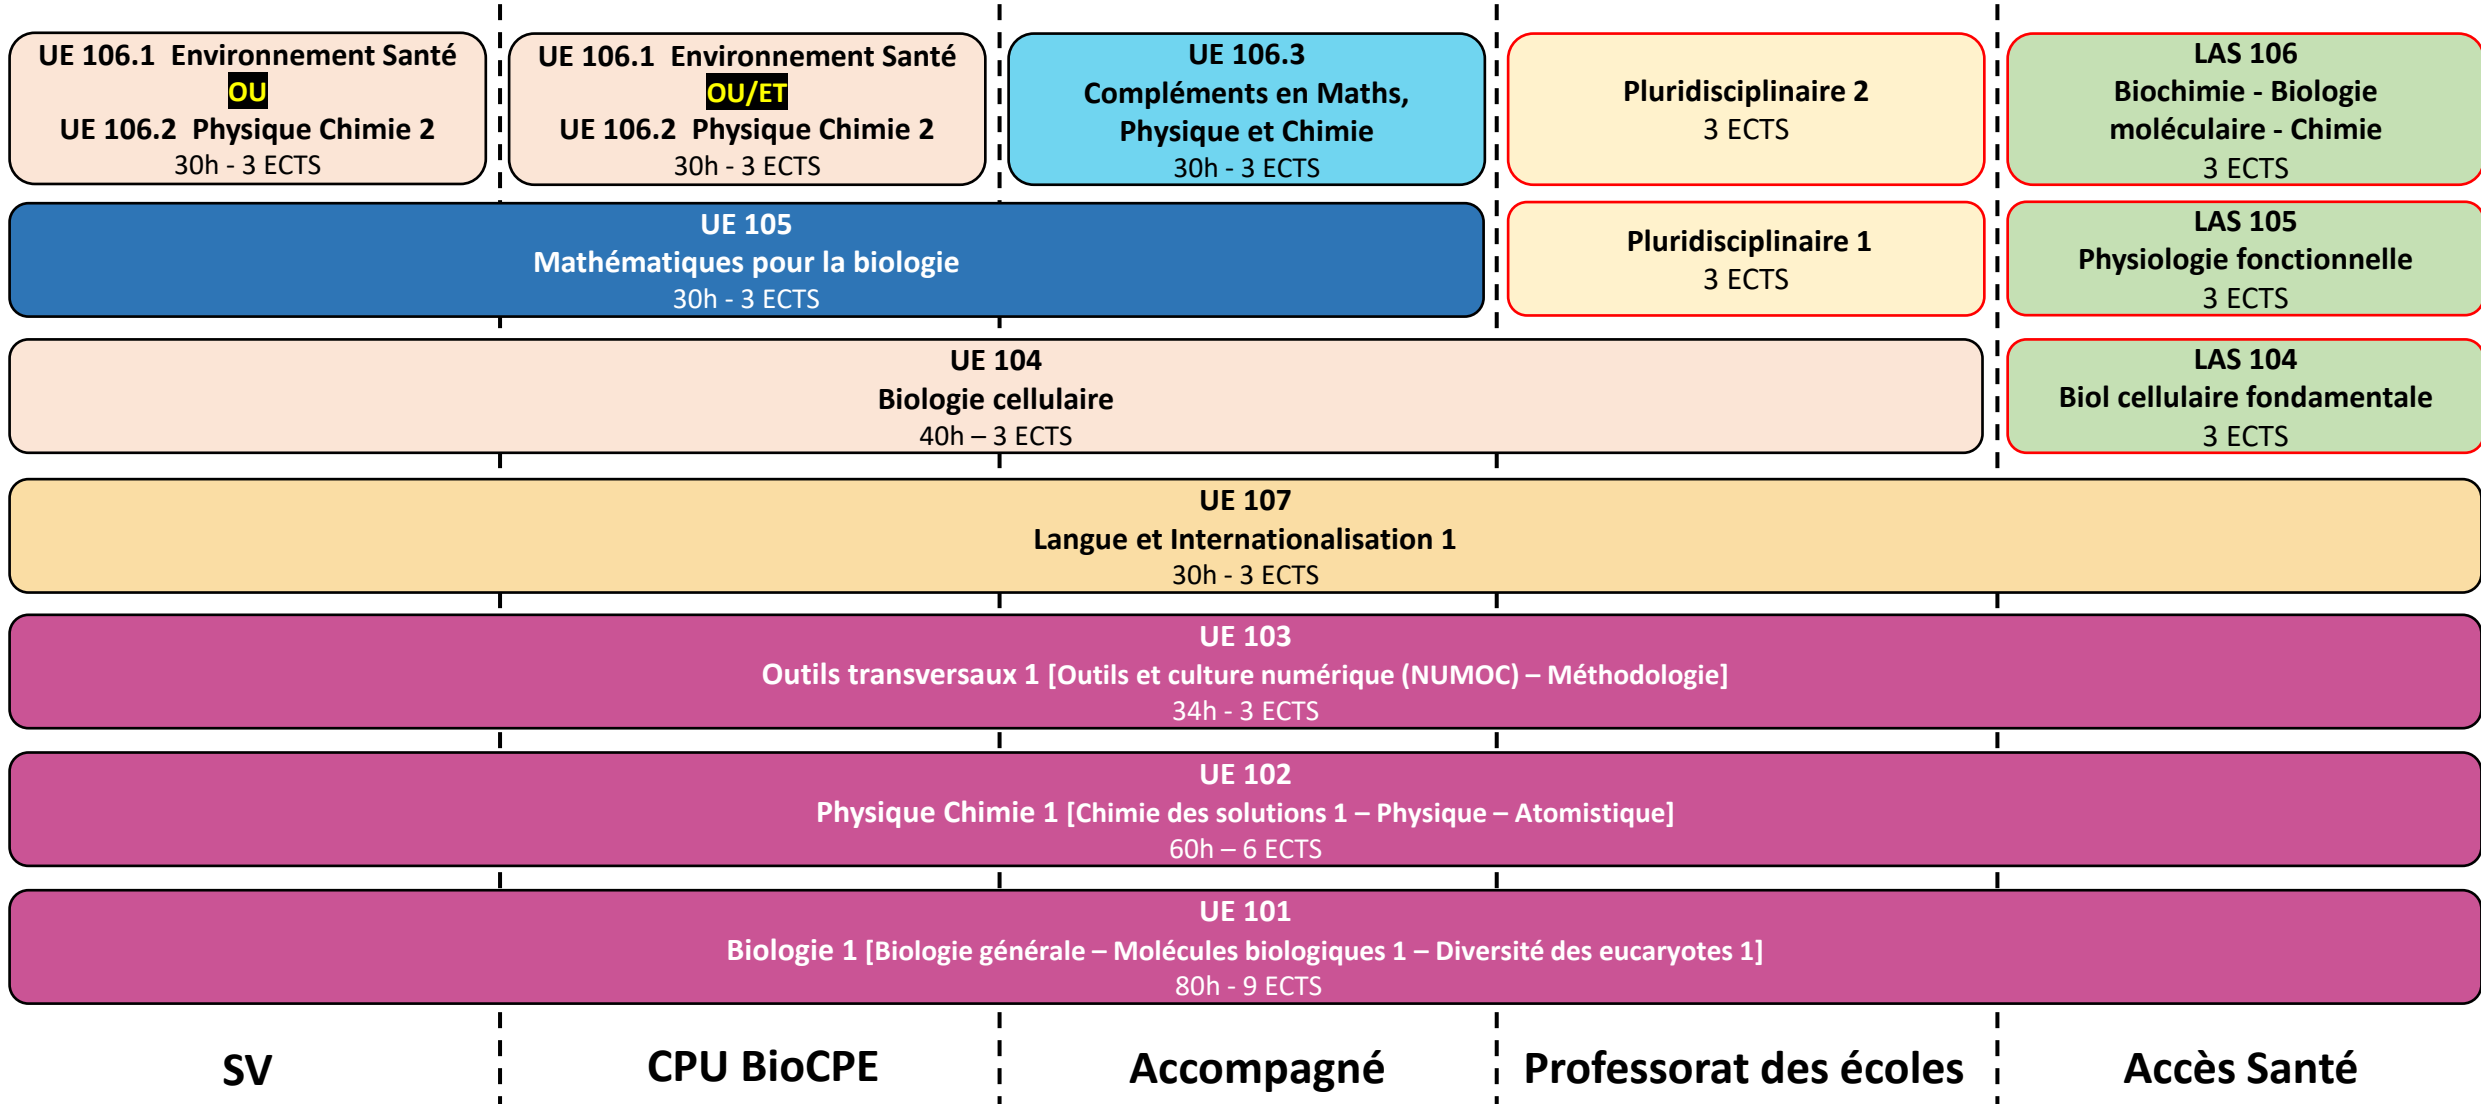 UE 106.1  Environnement Santé
OU
UE 106.2  Physique Chimie 2
30h - 3 ECTS
UE 106.1  Environnement Santé
OU/ET
UE 106.2  Physique Chimie 2
30h - 3 ECTS
UE 106.3
Compléments en Maths,
Physique et Chimie
30h - 3 ECTS
Pluridisciplinaire 2
3 ECTS
LAS 106
Biochimie - Biologie
moléculaire - Chimie
3 ECTS
UE 105
Mathématiques pour la biologie
30h - 3 ECTS
Pluridisciplinaire 1
3 ECTS
LAS 105
Physiologie fonctionnelle
3 ECTS
UE 104
Biologie cellulaire
40h – 3 ECTS
LAS 104
Biol cellulaire fondamentale
3 ECTS
UE 107
Langue et Internationalisation 1
30h - 3 ECTS
UE 103
Outils transversaux 1 [Outils et culture numérique (NUMOC) – Méthodologie]
34h - 3 ECTS
UE 102
Physique Chimie 1 [Chimie des solutions 1 – Physique – Atomistique]
60h – 6 ECTS
UE 101
Biologie 1 [Biologie générale – Molécules biologiques 1 – Diversité des eucaryotes 1]
80h - 9 ECTS
SV
CPU BioCPE
Accompagné
Professorat des écoles
Accès Santé